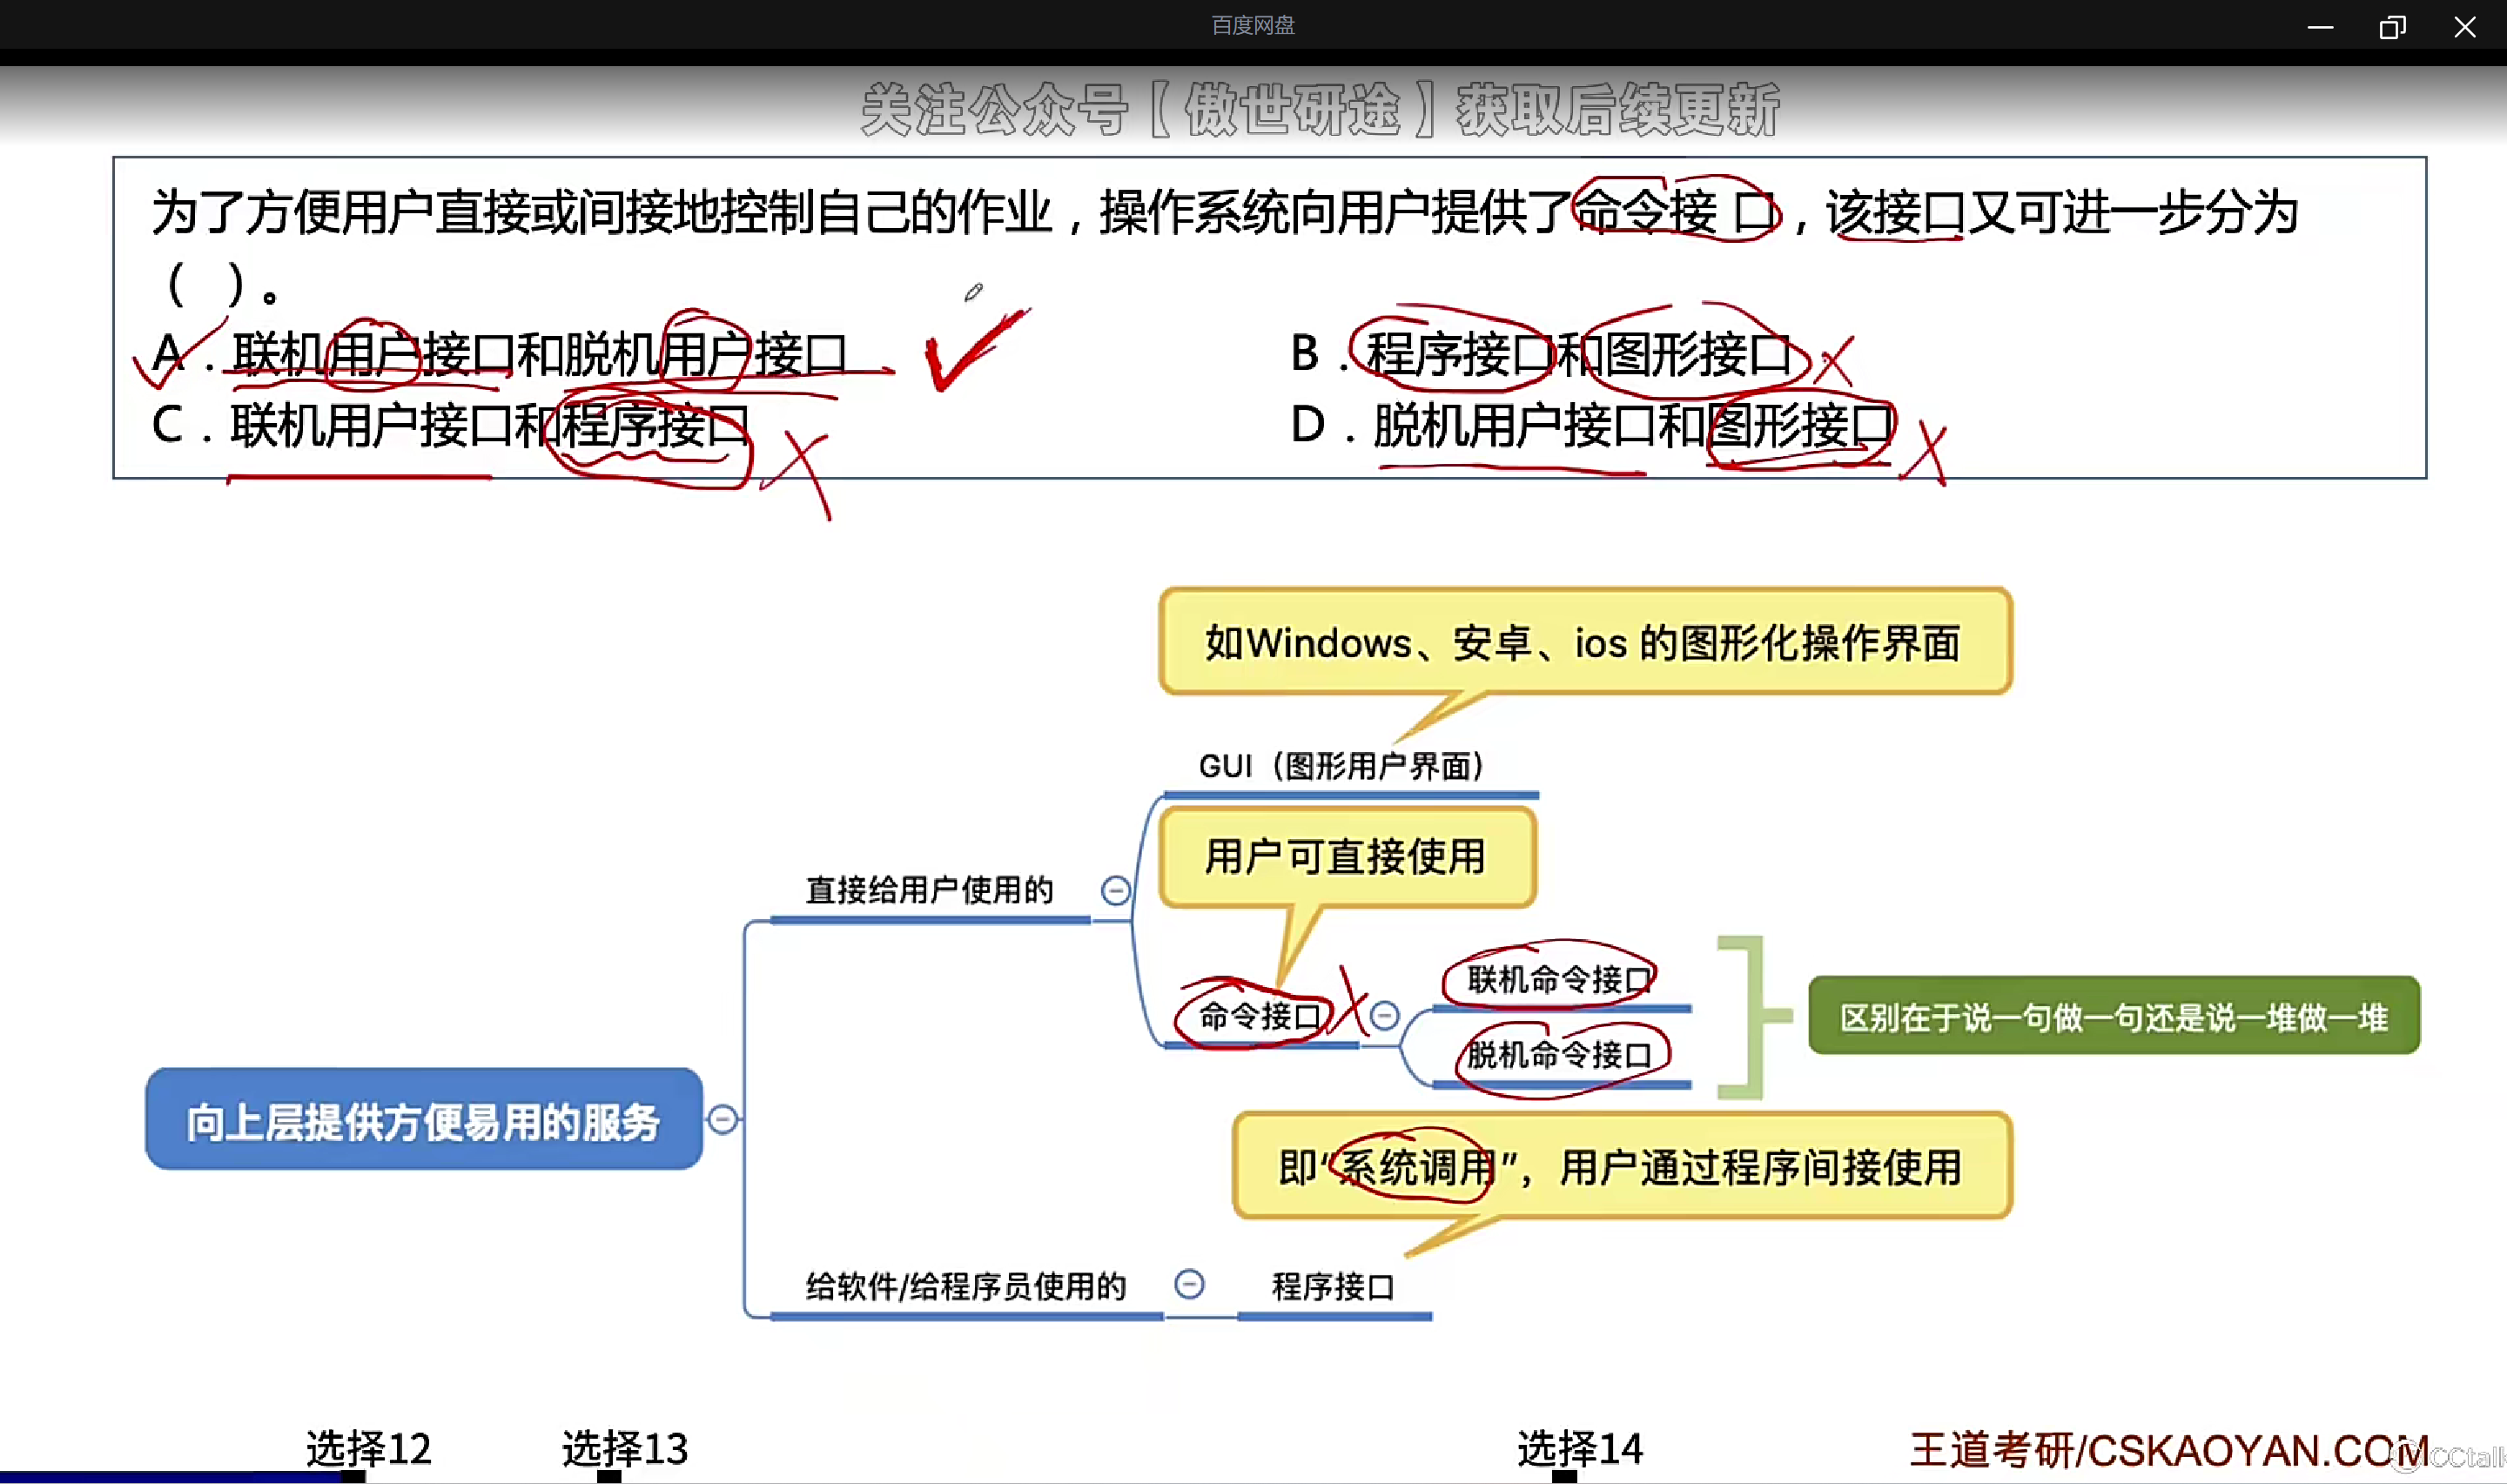 百度网盘
关注公众号【傲世研途】获取后续更新
为了方便用户直接或间接地控制自己的作业，操作系统向用户提供了命令接 口，该接口又可进一步分为
（ ）。
A．联机用户接口和脱机用户接口
B．程序接口和图形接口
C．联机用户接口和程序接口
D．脱机用户接口和图形接口
如Windows、安卓、ios 的图形化操作界面
GUI（图形用户界面）
用户可直接使用
直接给用户使用的
联机命令接口
命令接口
区别在于说一句做一句还是说一堆做一堆
脱机命令接口
向上层提供方便易用的服务
即“系统调用”，用户通过程序间接使用
给软件/给程序员使用的
程序接口
选择12
选择13
选择14
王道考研/CSKAOYAN.COM
CCtalk